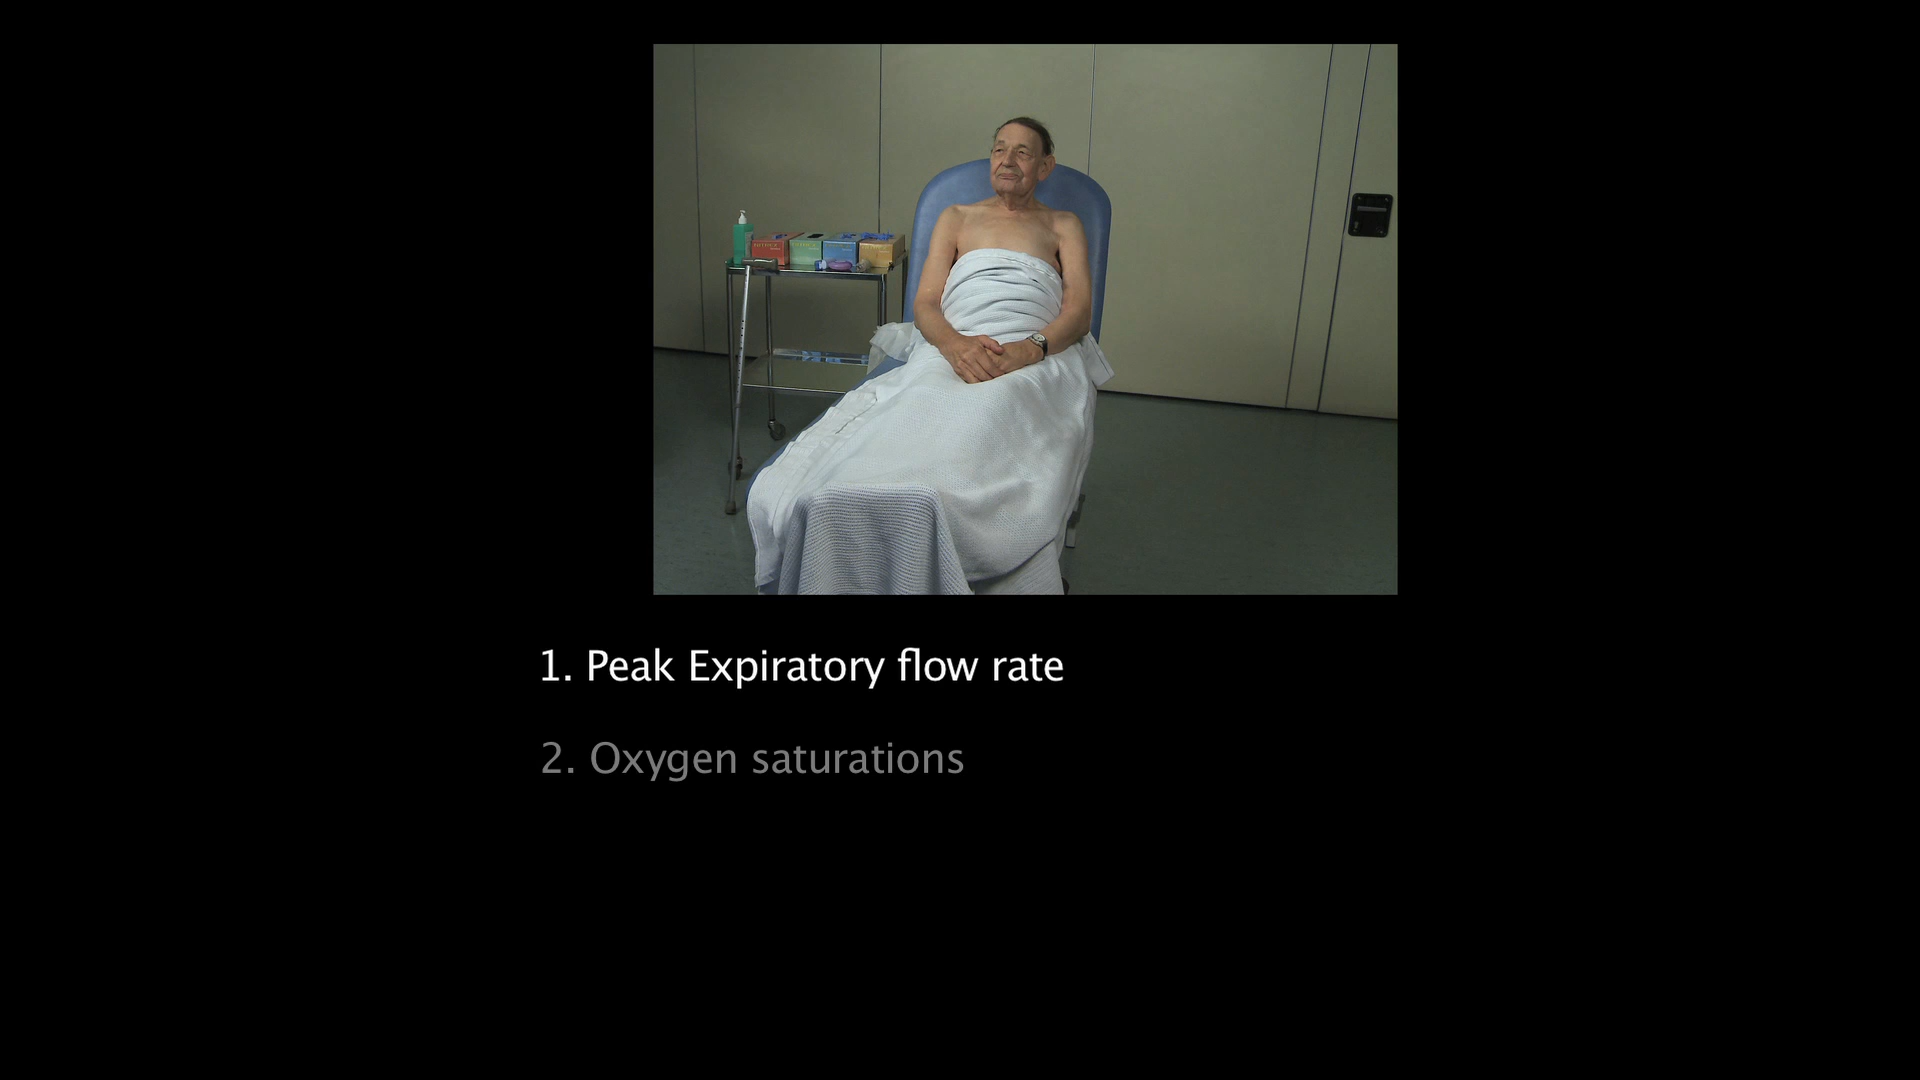 1. Peak Expiratory flow rate
2. Oxygen saturations